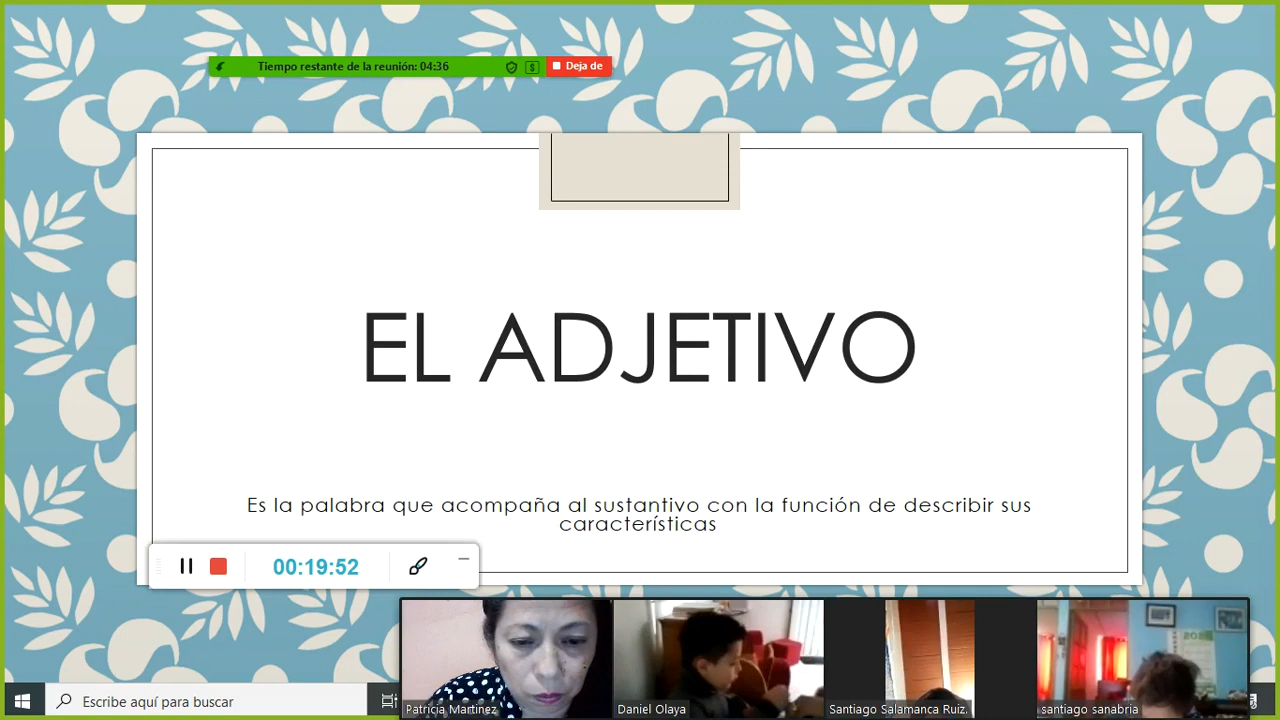 Tiempo restante de la reunión: 04:36
$
Deja de
EL ADJETIVO
Es la palabra que acompaña al sustantivo con la función de describir sus
características
00:19:52
Patricia Martinez
Daniel Olaya
Santiago Salamanca Ruiz.
santiago sanabria
Escribe aquí para buscar